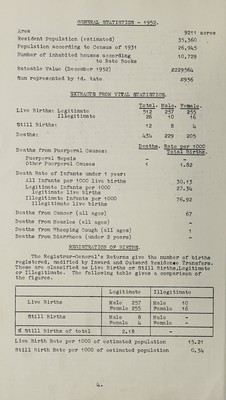 GENERAL STATISTICS - 1952.
Area 9211 acres
Resident Population (estimated) 35,360
Population according to Census of 1931 26,945
Number of inhabited houses according to Rate Books 10,729
Rateable Value (December 1952) £229564
Sum represented by 1d. Rate £936
EXTRACTS FROM VITAL STATISTICS.
Total. Male. Female.
Live Births: Legitimate 512 257 255
Illegitimate 26 10 16
Still Births: 12 8 4
Deaths: 434 229 205
Deaths. Rate per 1000 Total Births.
Deaths from Puerperal Causes:
Puerperal Sepsis - -
Other Puerperal Causes 1 1.82
Death Rate of Infants under 1 year:
All Infants per 1000 live births 30.13
Legitimate Infants per 1000 legitimate live births 27.34
Illegitimate Infants per 1000 illegitimate live births 76.92
Deaths from Cancer (all ages) 67
Deaths from Measles (all ages) -
Deaths from Whooping Cough (all ages) 1
Deaths from Diarrhoea (under 2 years) -
REGISTRATION OF BIRTHS.
The Registrar-General's Returns give the number of births
registered, modified by Inward and Outward Residence Transfers.
These are classified as Live Births or Still Births, Legitimate
or Illegitimate. The following table gives a comparison of
the figures.
Legitimate Illegitimate
Live Births Male 257 Male 10
Female 255 Female 16
Still Births Male 8 Male -
Female 4 Female -
% Still births of total 2.18 -
Live Birth Rate per 1000 of estimated population 15.21
Still Birth Rate per 1000 of estimated population 0.34
4.